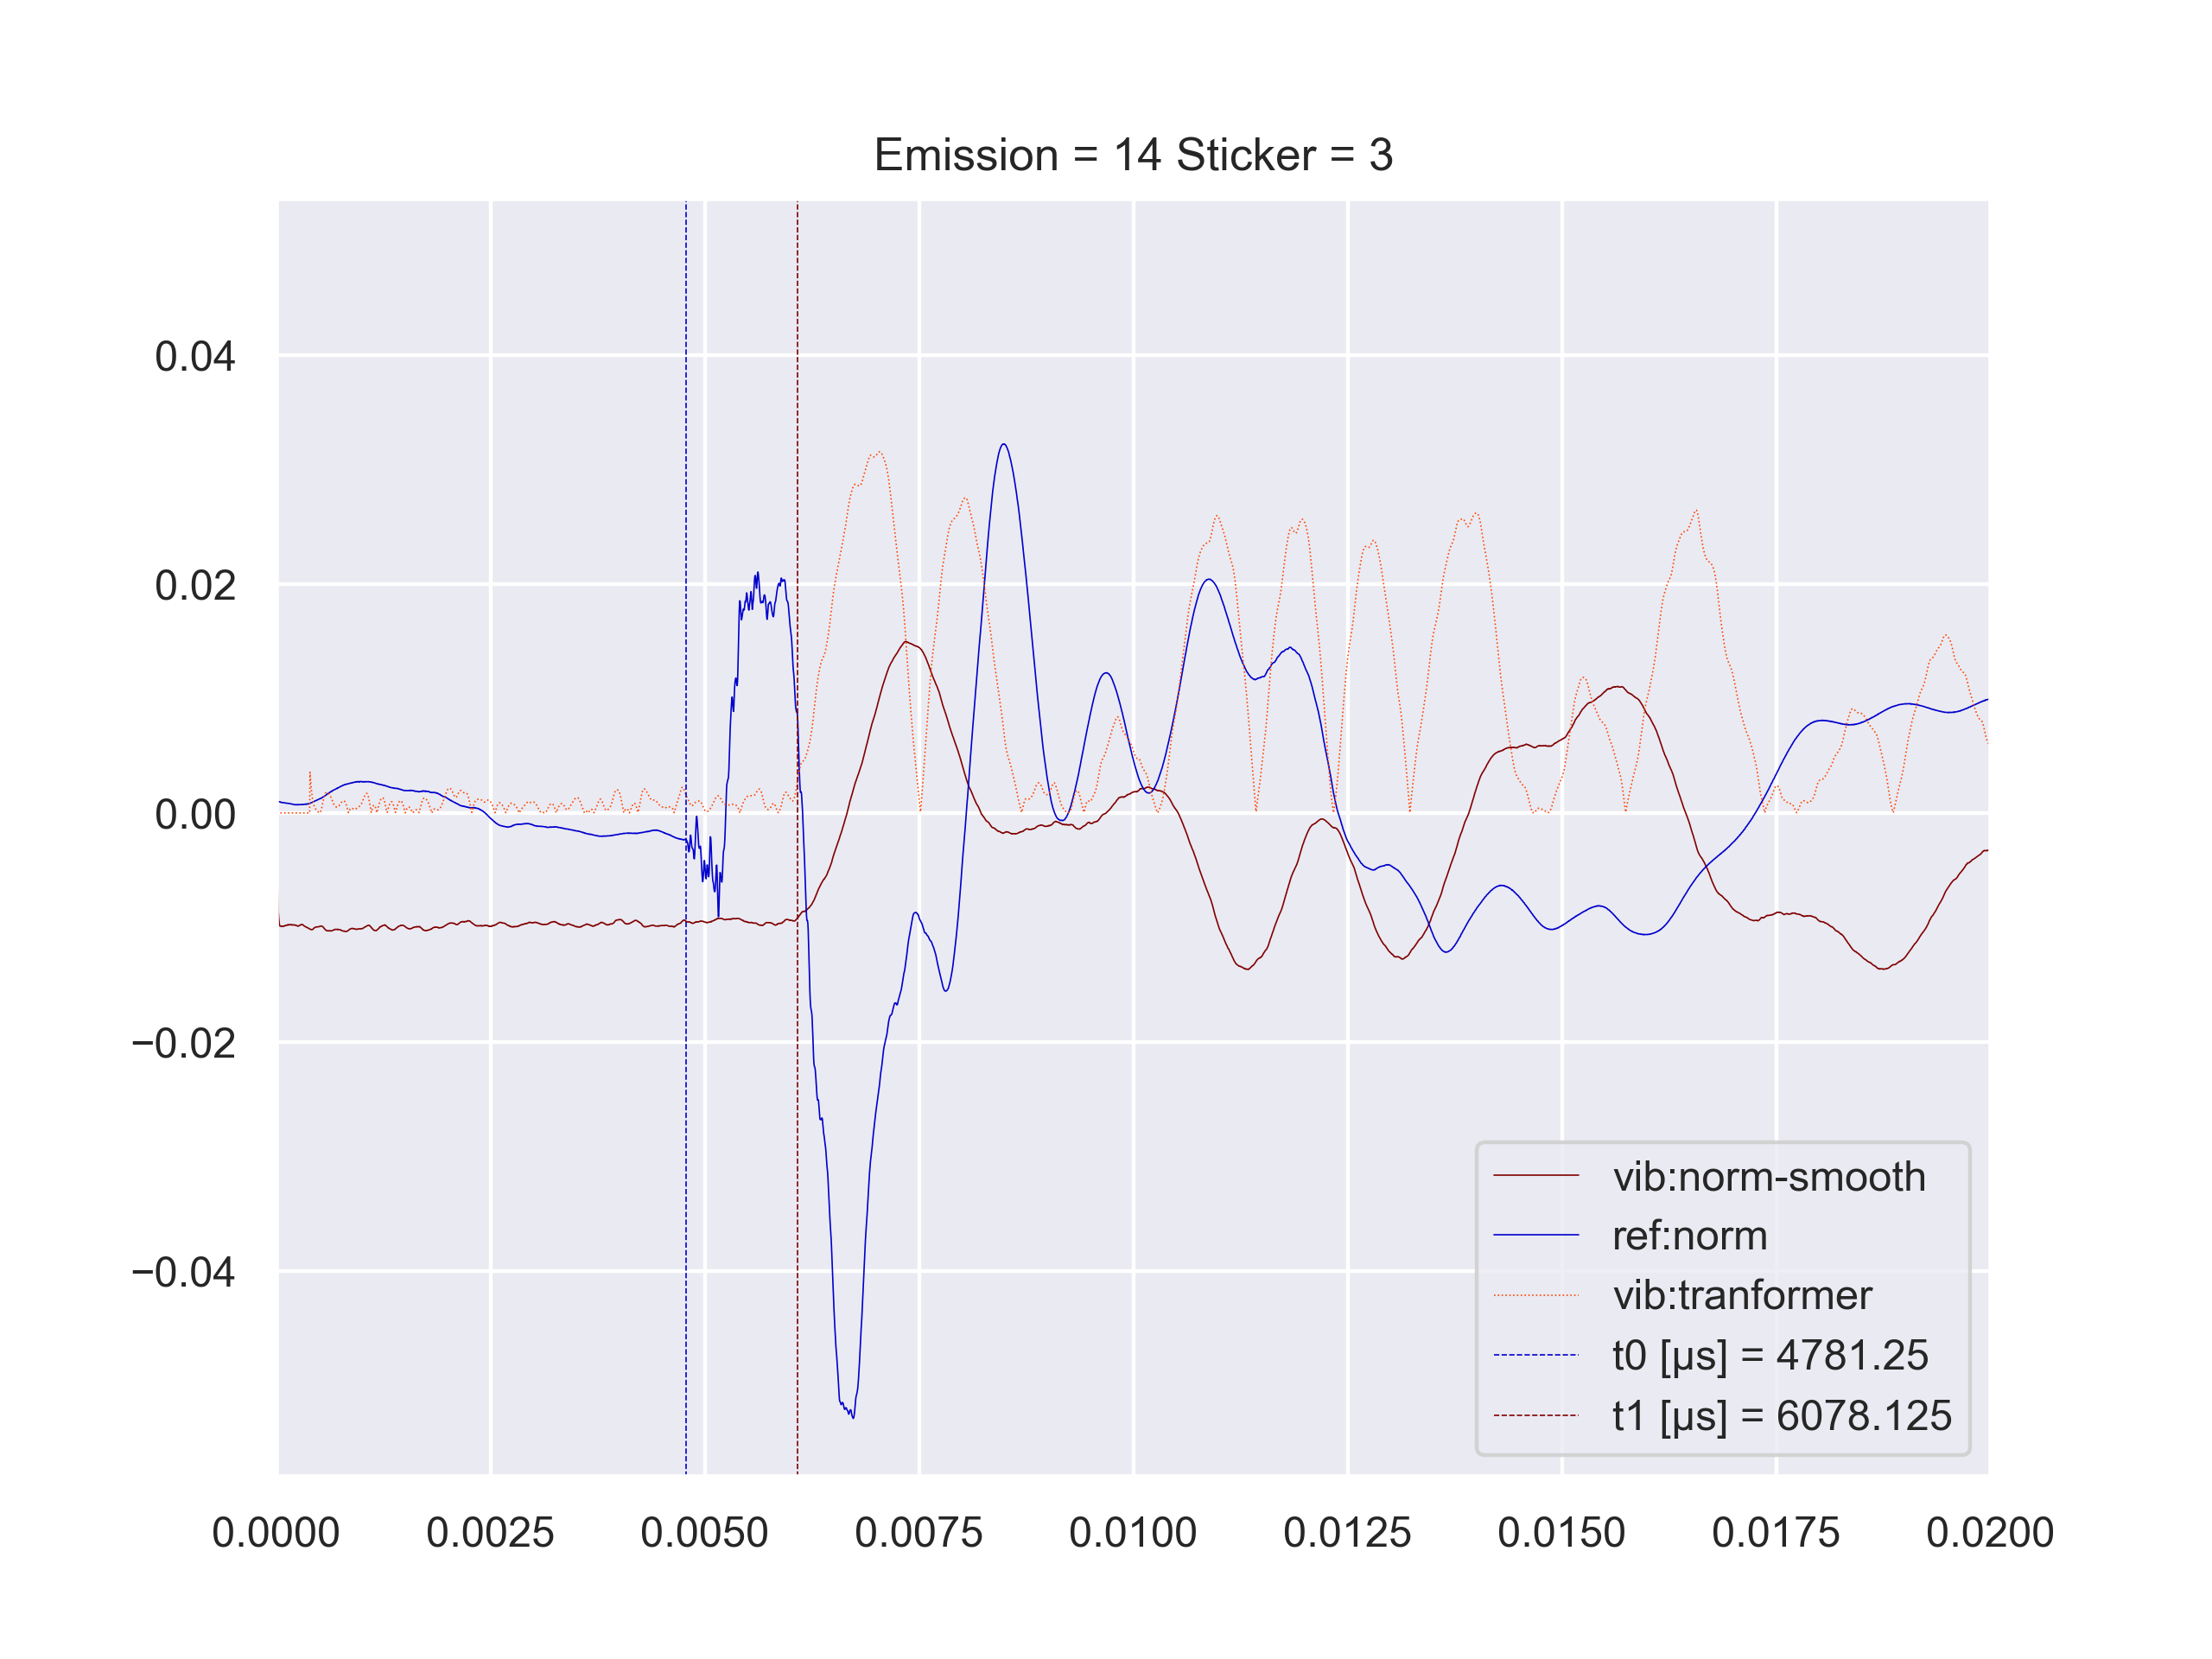 Emission = 14 Sticker = 3
0.04
0.02
0.00
−0.02
−0.04
vib:norm-smooth
ref:norm
vib:tranformer
t0 [µs] = 4781.25
t1 [µs] = 6078.125
0.0000 0.0025 0.0050 0.0075 0.0100 0.0125 0.0150 0.0175 0.0200